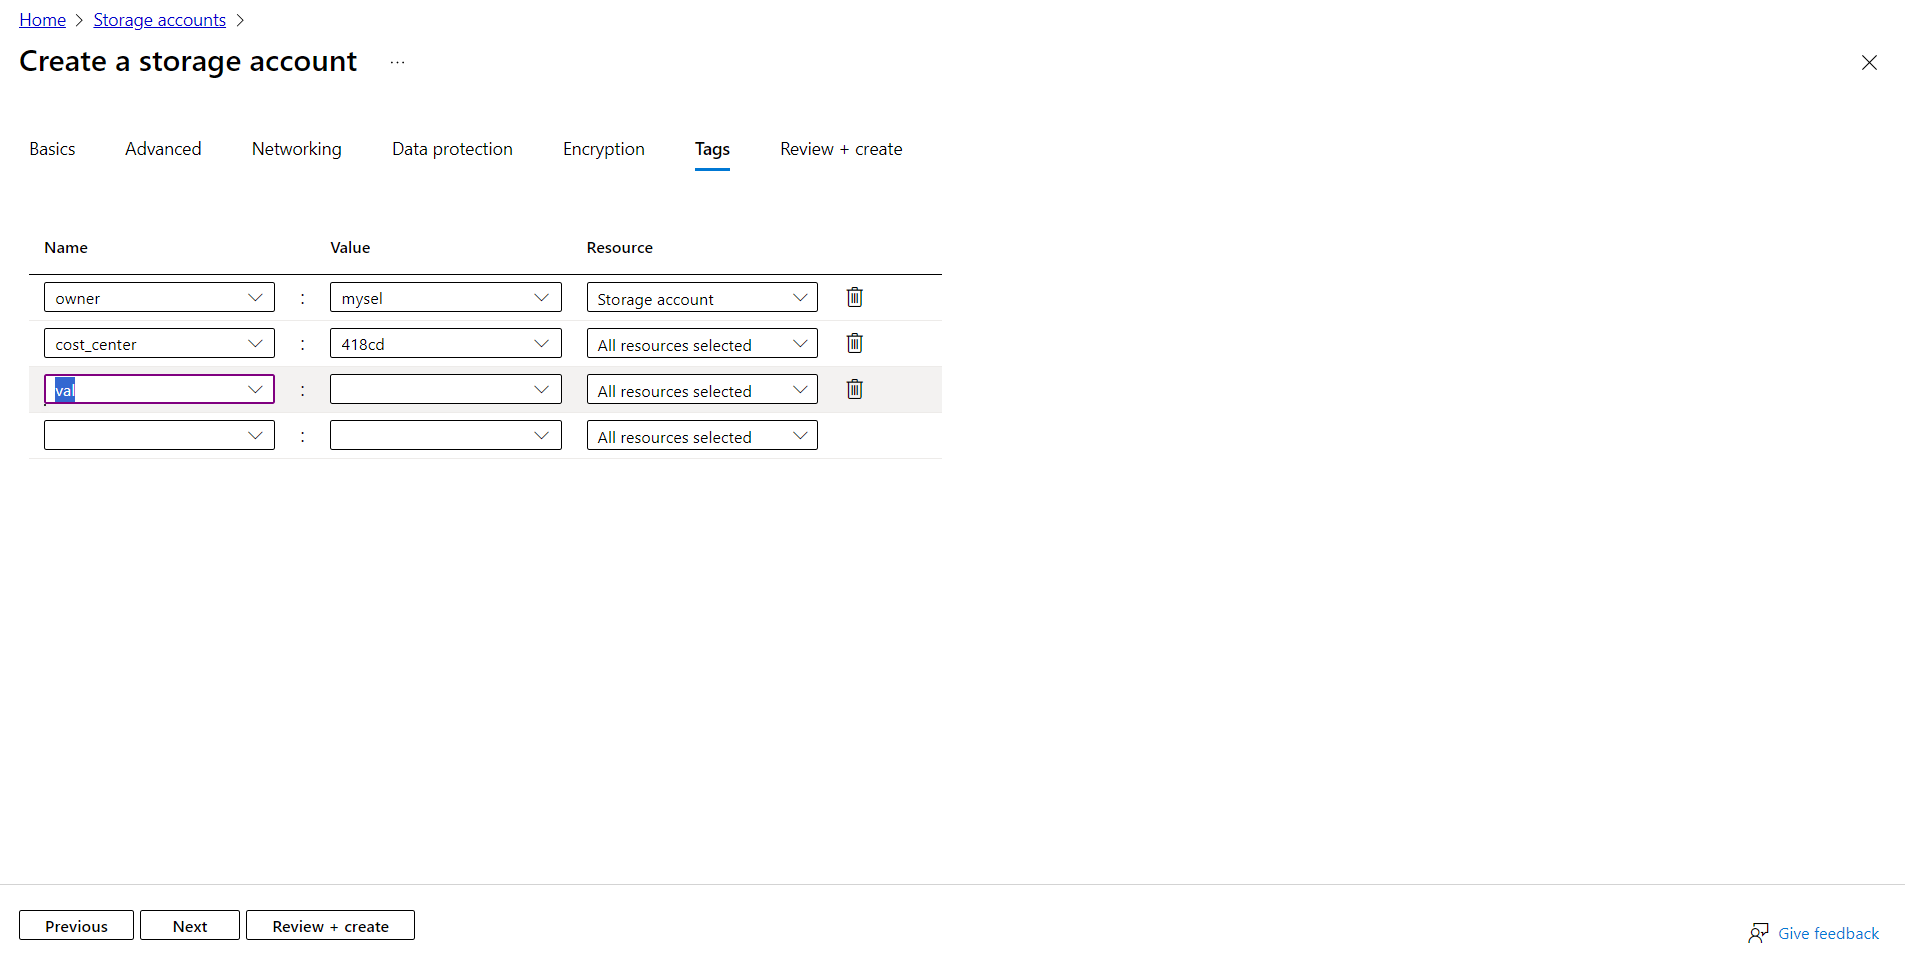 Home > Storage accounts >
Create a storage account ...
Basics Advanced Networking Data protection Encryption Tags Review + create
Name Value Resource
owner : mysel Storage account
cost_center : 418cd All resources selected
val : All resources selected
: All resources selected
Previous Next Review + create Give feedback